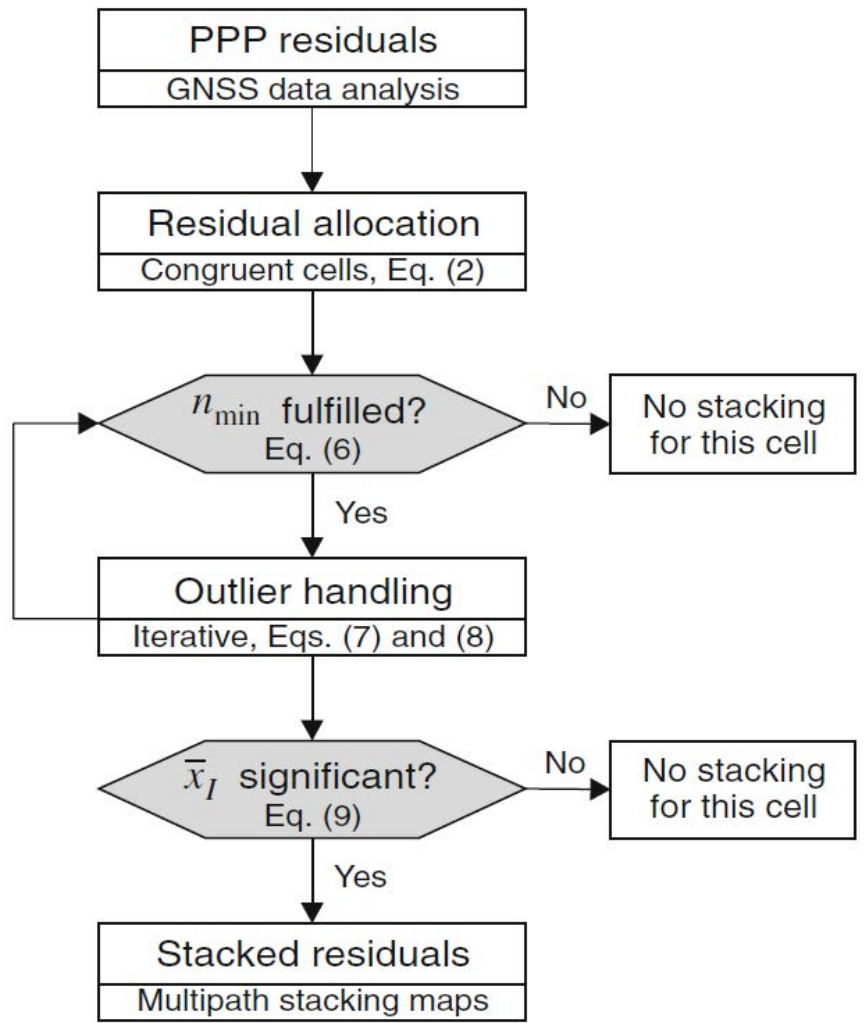 PPP residuals
GNSS data analysis
Residual allocation
Congruent cells, Eq. (2)
n_min fulfilled?
Eq. (6)
No
No stacking
for this cell
Yes
Outlier handling
Iterative, Eqs. (7) and (8)
x̄_I significant?
Eq. (9)
No
No stacking
for this cell
Yes
Stacked residuals
Multipath stacking maps